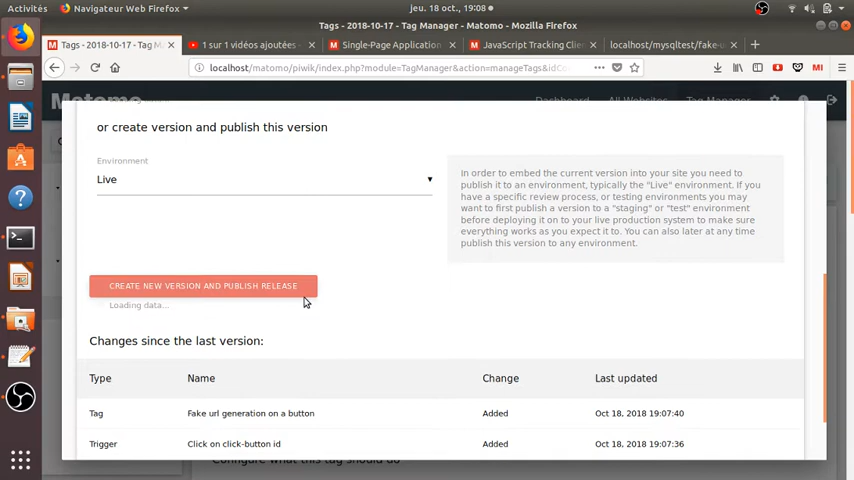 Activités
Navigateur Web Firefox
jeu. 18 oct., 19:08
Tags - 2018-10-17 - Tag Manager - Matomo - Mozilla Firefox
Tags - 2018-10-17 - Tag M
1 sur 1 vidéos ajoutées -
Single-Page Application
JavaScript Tracking Clie
localhost/mysqltest/fake-u
localhost/matomo/piwik/index.php?module=TagManager&action=manageTags&idCo
or create version and publish this version
Environment
Live
In order to embed the current version into your site you need to
publish it to an environment, typically the "Live" environment. If you
have a specific review process, or testing environments you may
want to first publish a version to a "staging" or "test" environment
before deploying it on to your live production system to make sure
everything works as you expect it to. You can also later at any time
publish this version to any environment.
CREATE NEW VERSION AND PUBLISH RELEASE
Loading data...
Changes since the last version:
Type Name Change Last updated
Tag Fake url generation on a button Added Oct 18, 2018 19:07:40
Trigger Click on click-button id Added Oct 18, 2018 19:07:36
Configure what this tag should do